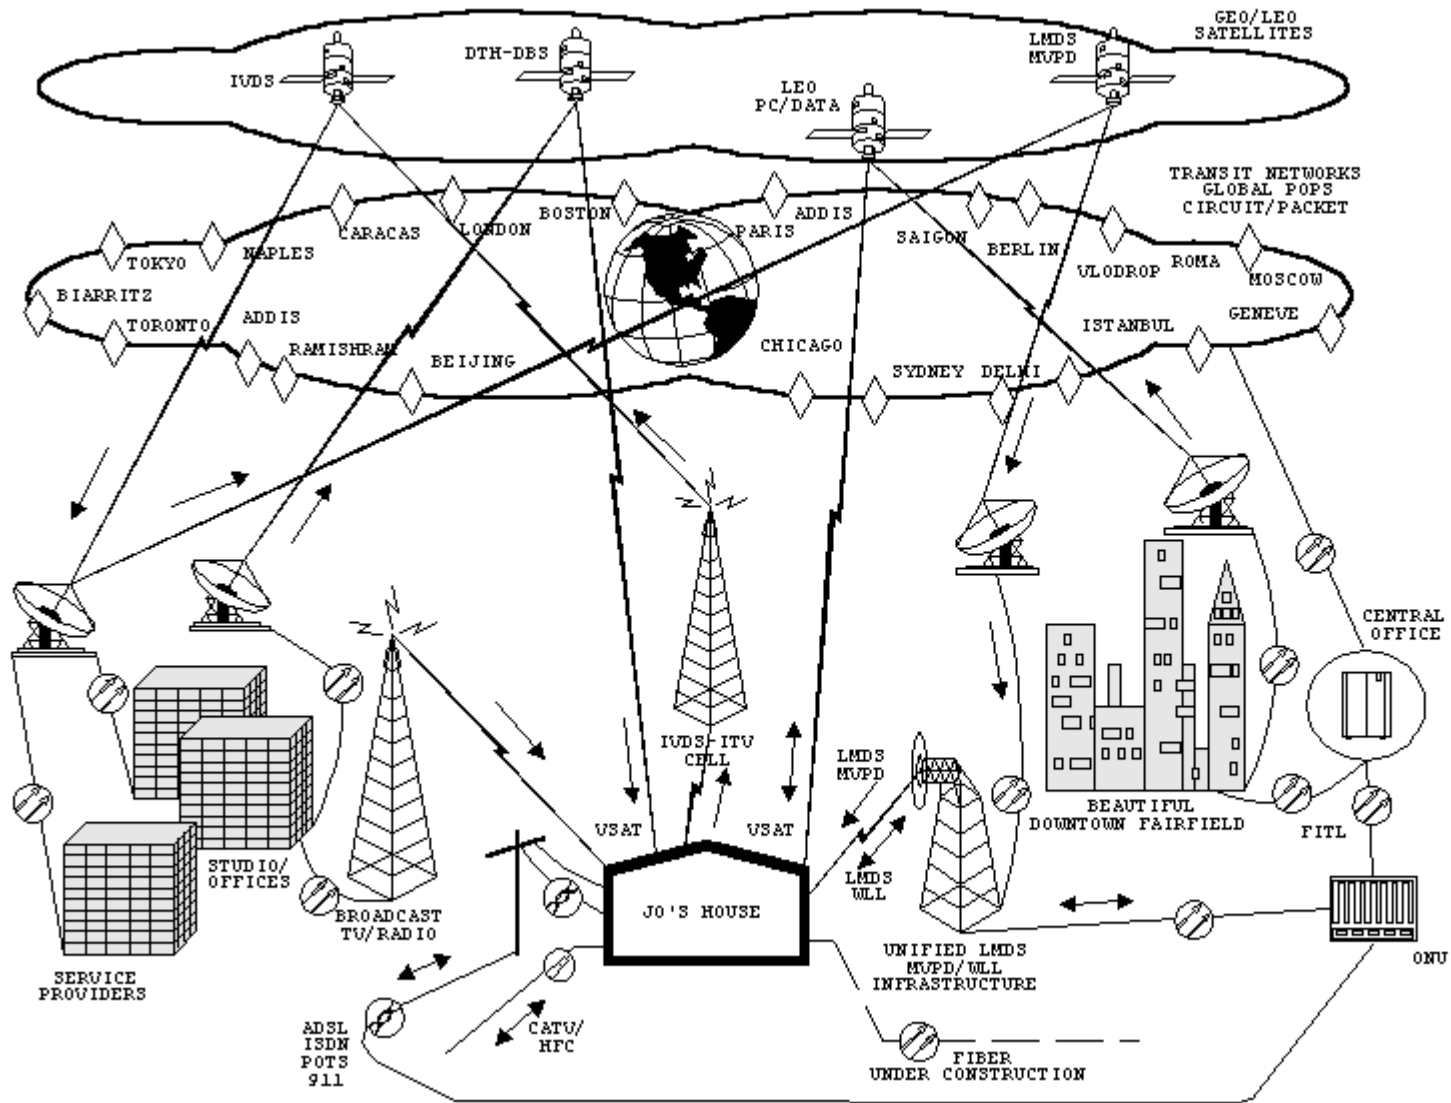 GEO/LEO
SATELLITES
IVDS
DTH-DBS
LMDS
MVPD
LEO
PC/DATA
TRANSIT NETWORKS
GLOBAL POPS
CIRCUIT/PACKET
TOKYO
NAPLES
CARACAS
LONDON
BOSTON
PARIS
ADDIS
SAIGON
BERLIN
VLODROP
ROMA
MOSCOW
BIARRITZ
TORONTO
ADDIS
RAMISHRAM
BEIJING
CHICAGO
SYDNEY
DELHI
ISTANBUL
GENEVE
CENTRAL
OFFICE
IVDS-ITV
CELL
LMDS
MVPD
VSAT
VSAT
LMDS
WLL
BEAUTIFUL
DOWNTOWN FAIRFIELD
FITL
STUDIO/
OFFICES
BROADCAST
TV/RADIO
JO'S HOUSE
SERVICE
PROVIDERS
UNIFIED LMDS
MVPD/WLL
INFRASTRUCTURE
ONU
ADSL
ISDN
POTS
911
CATV/
HFC
FIBER
UNDER CONSTRUCTION